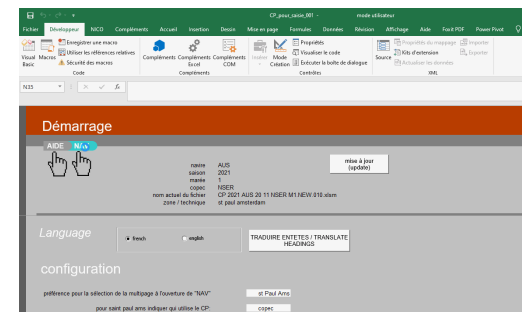 CP_pour_saisie_001 - mode utilisateur
Fichier Développeur NICD Compléments Accueil Insertion Dessin Mise en page Formules Données Révision Affichage Aide Foxit PDF Power Pivot
Visual Basic
Macros
Enregistrer une macro
Utiliser les références relatives
Sécurité des macros
Code
Compléments
Compléments Excel
Compléments COM
Compléments
Insérer
Mode Création
Propriétés
Visualiser le code
Exécuter la boîte de dialogue
Contrôles
Source
Propriétés du mappage
Kits d'extension
Actualiser les données
Importer
Exporter
XML
N35
fx
Démarrage
AIDE
navire AUS
saison 2021
marée 1
copec NSER
nom actuel du fichier CP 2021 AUS 20 11 NSER M1.NEW 010.xlsm
zone / technique st paul amsterdam
mise à jour
(update)
Language
french
english
TRADUIRE ENTETES / TRANSLATE
HEADINGS
configuration
préférence pour la sélection de la multipage à l'ouverture de "NAV" st Paul Ams
pour saint paul ams indiquer qui utilise le CP: copec